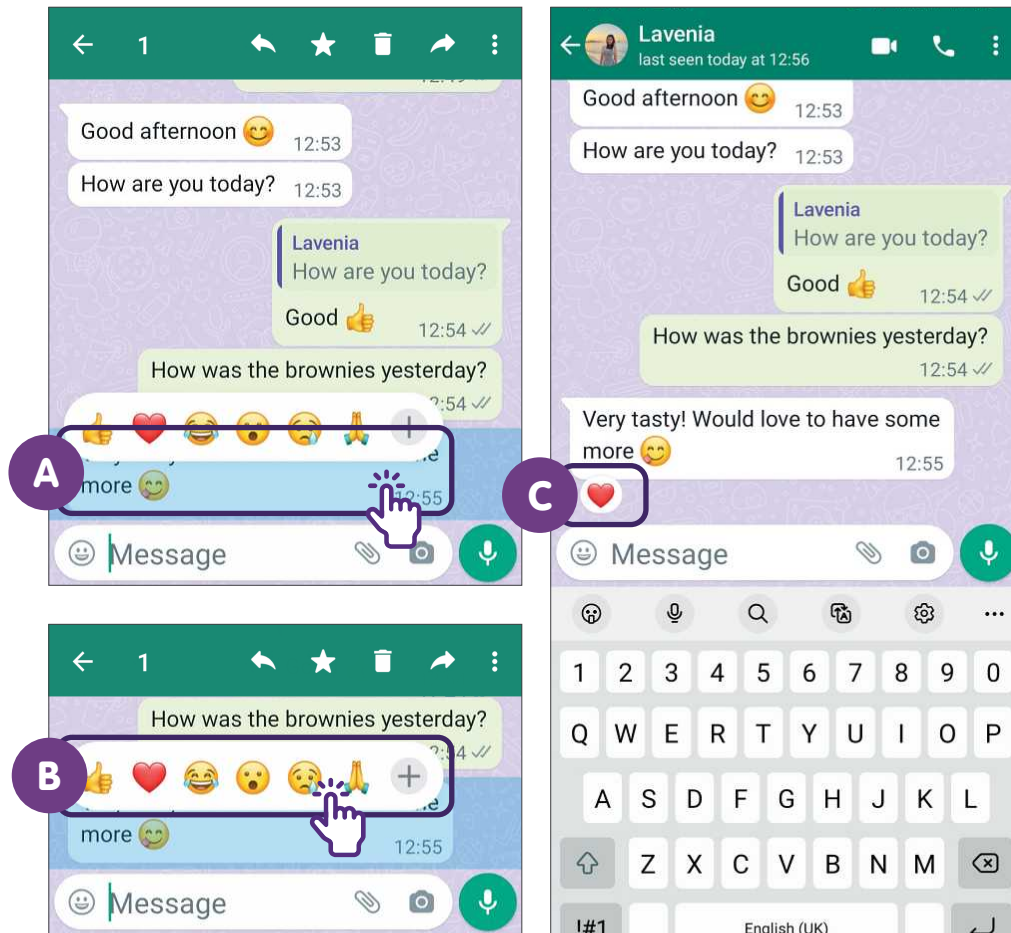 1
Good afternoon 😊 12:53
How are you today? 12:53
Lavenia
How are you today?
Good 👍 12:54
How was the brownies yesterday?
:54
A
more 😋 12:55
Message
1
How was the brownies yesterday?
B
more 😋 12:55
Message
Lavenia
last seen today at 12:56
Good afternoon 😊 12:53
How are you today? 12:53
Lavenia
How are you today?
Good 👍 12:54
How was the brownies yesterday?
12:54
Very tasty! Would love to have some
more 😋 12:55
C
Message
1 2 3 4 5 6 7 8 9 0
Q W E R T Y U I O P
A S D F G H J K L
Z X C V B N M
!#1 English (UK)